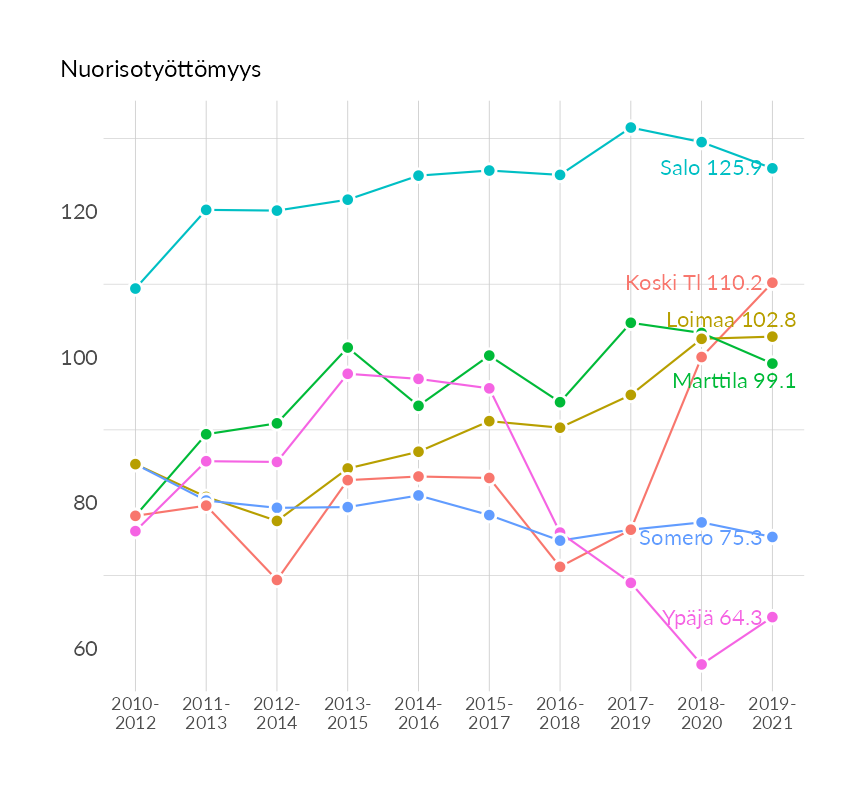 Nuorisotyöttömyys
Salo 125.9
120
Koski Tl 110.2
Loimaa 102.8
100
Marttila 99.1
80
Somero 75.3
Ypäjä 64.3
60
2010- 2011- 2012- 2013- 2014- 2015- 2016- 2017- 2018- 2019-
2012 2013 2014 2015 2016 2017 2018 2019 2020 2021